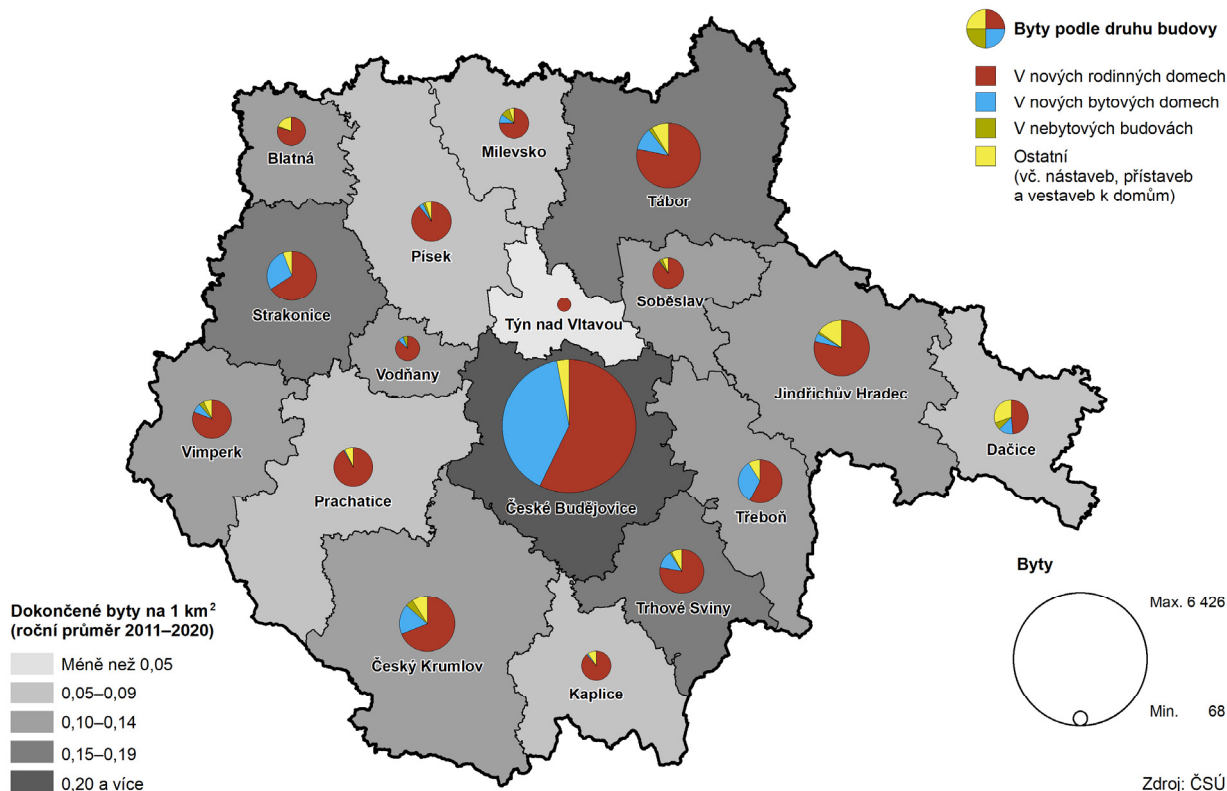 Byty podle druhu budovy
V nových rodinných domech
V nových bytových domech
V nebytových budovách
Ostatní
(vč. nástaveb, přístaveb
a vestaveb k domům)
Blatná
Milevsko
Tábor
Písek
Strakonice
Soběslav
Týn nad Vltavou
Vodňany
Jindřichův Hradec
Vimperk
Dačice
Prachatice
České Budějovice
Třeboň
Trhové Sviny
Český Krumlov
Kaplice
Dokončené byty na 1 km²
(roční průměr 2011–2020)
Méně než 0,05
0,05–0,09
0,10–0,14
0,15–0,19
0,20 a více
Byty
Max. 6 426
Min. 68
Zdroj: ČSÚ